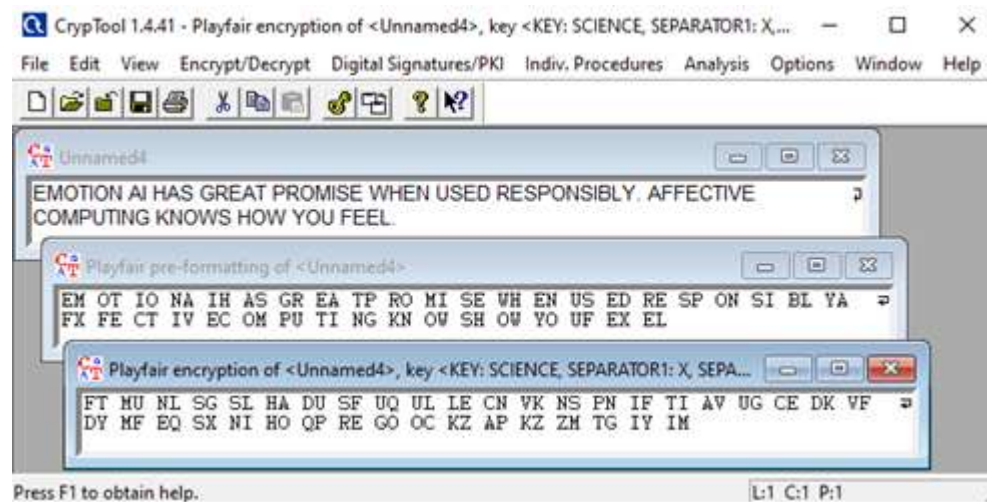 CrypTool 1.4.41 - Playfair encryption of <Unnamed4>, key <KEY: SCIENCE, SEPARATOR1: X,...
File Edit View Encrypt/Decrypt Digital Signatures/PKI Indiv. Procedures Analysis Options Window Help
Unnamed4
EMOTION AI HAS GREAT PROMISE WHEN USED RESPONSIBLY. AFFECTIVE
COMPUTING KNOWS HOW YOU FEEL.
Playfair pre-formatting of <Unnamed4>
EM OT IO NA IH AS GR EA TP RO MI SE WH EN US ED RE SP ON SI BL YA
FX FE CT IV EC OM PU TI NG KN OW SH OW YO UF EX EL
Playfair encryption of <Unnamed4>, key <KEY: SCIENCE, SEPARATOR1: X, SEPA...
FT MU NL SG SL HA DU SF UQ UL LE CN VK NS PN IF TI AV UG CE DK VF
DY MF EQ SX NI HO QP RE GO OC KZ AP KZ ZM TG IY IM
Press F1 to obtain help. L:1 C:1 P:1